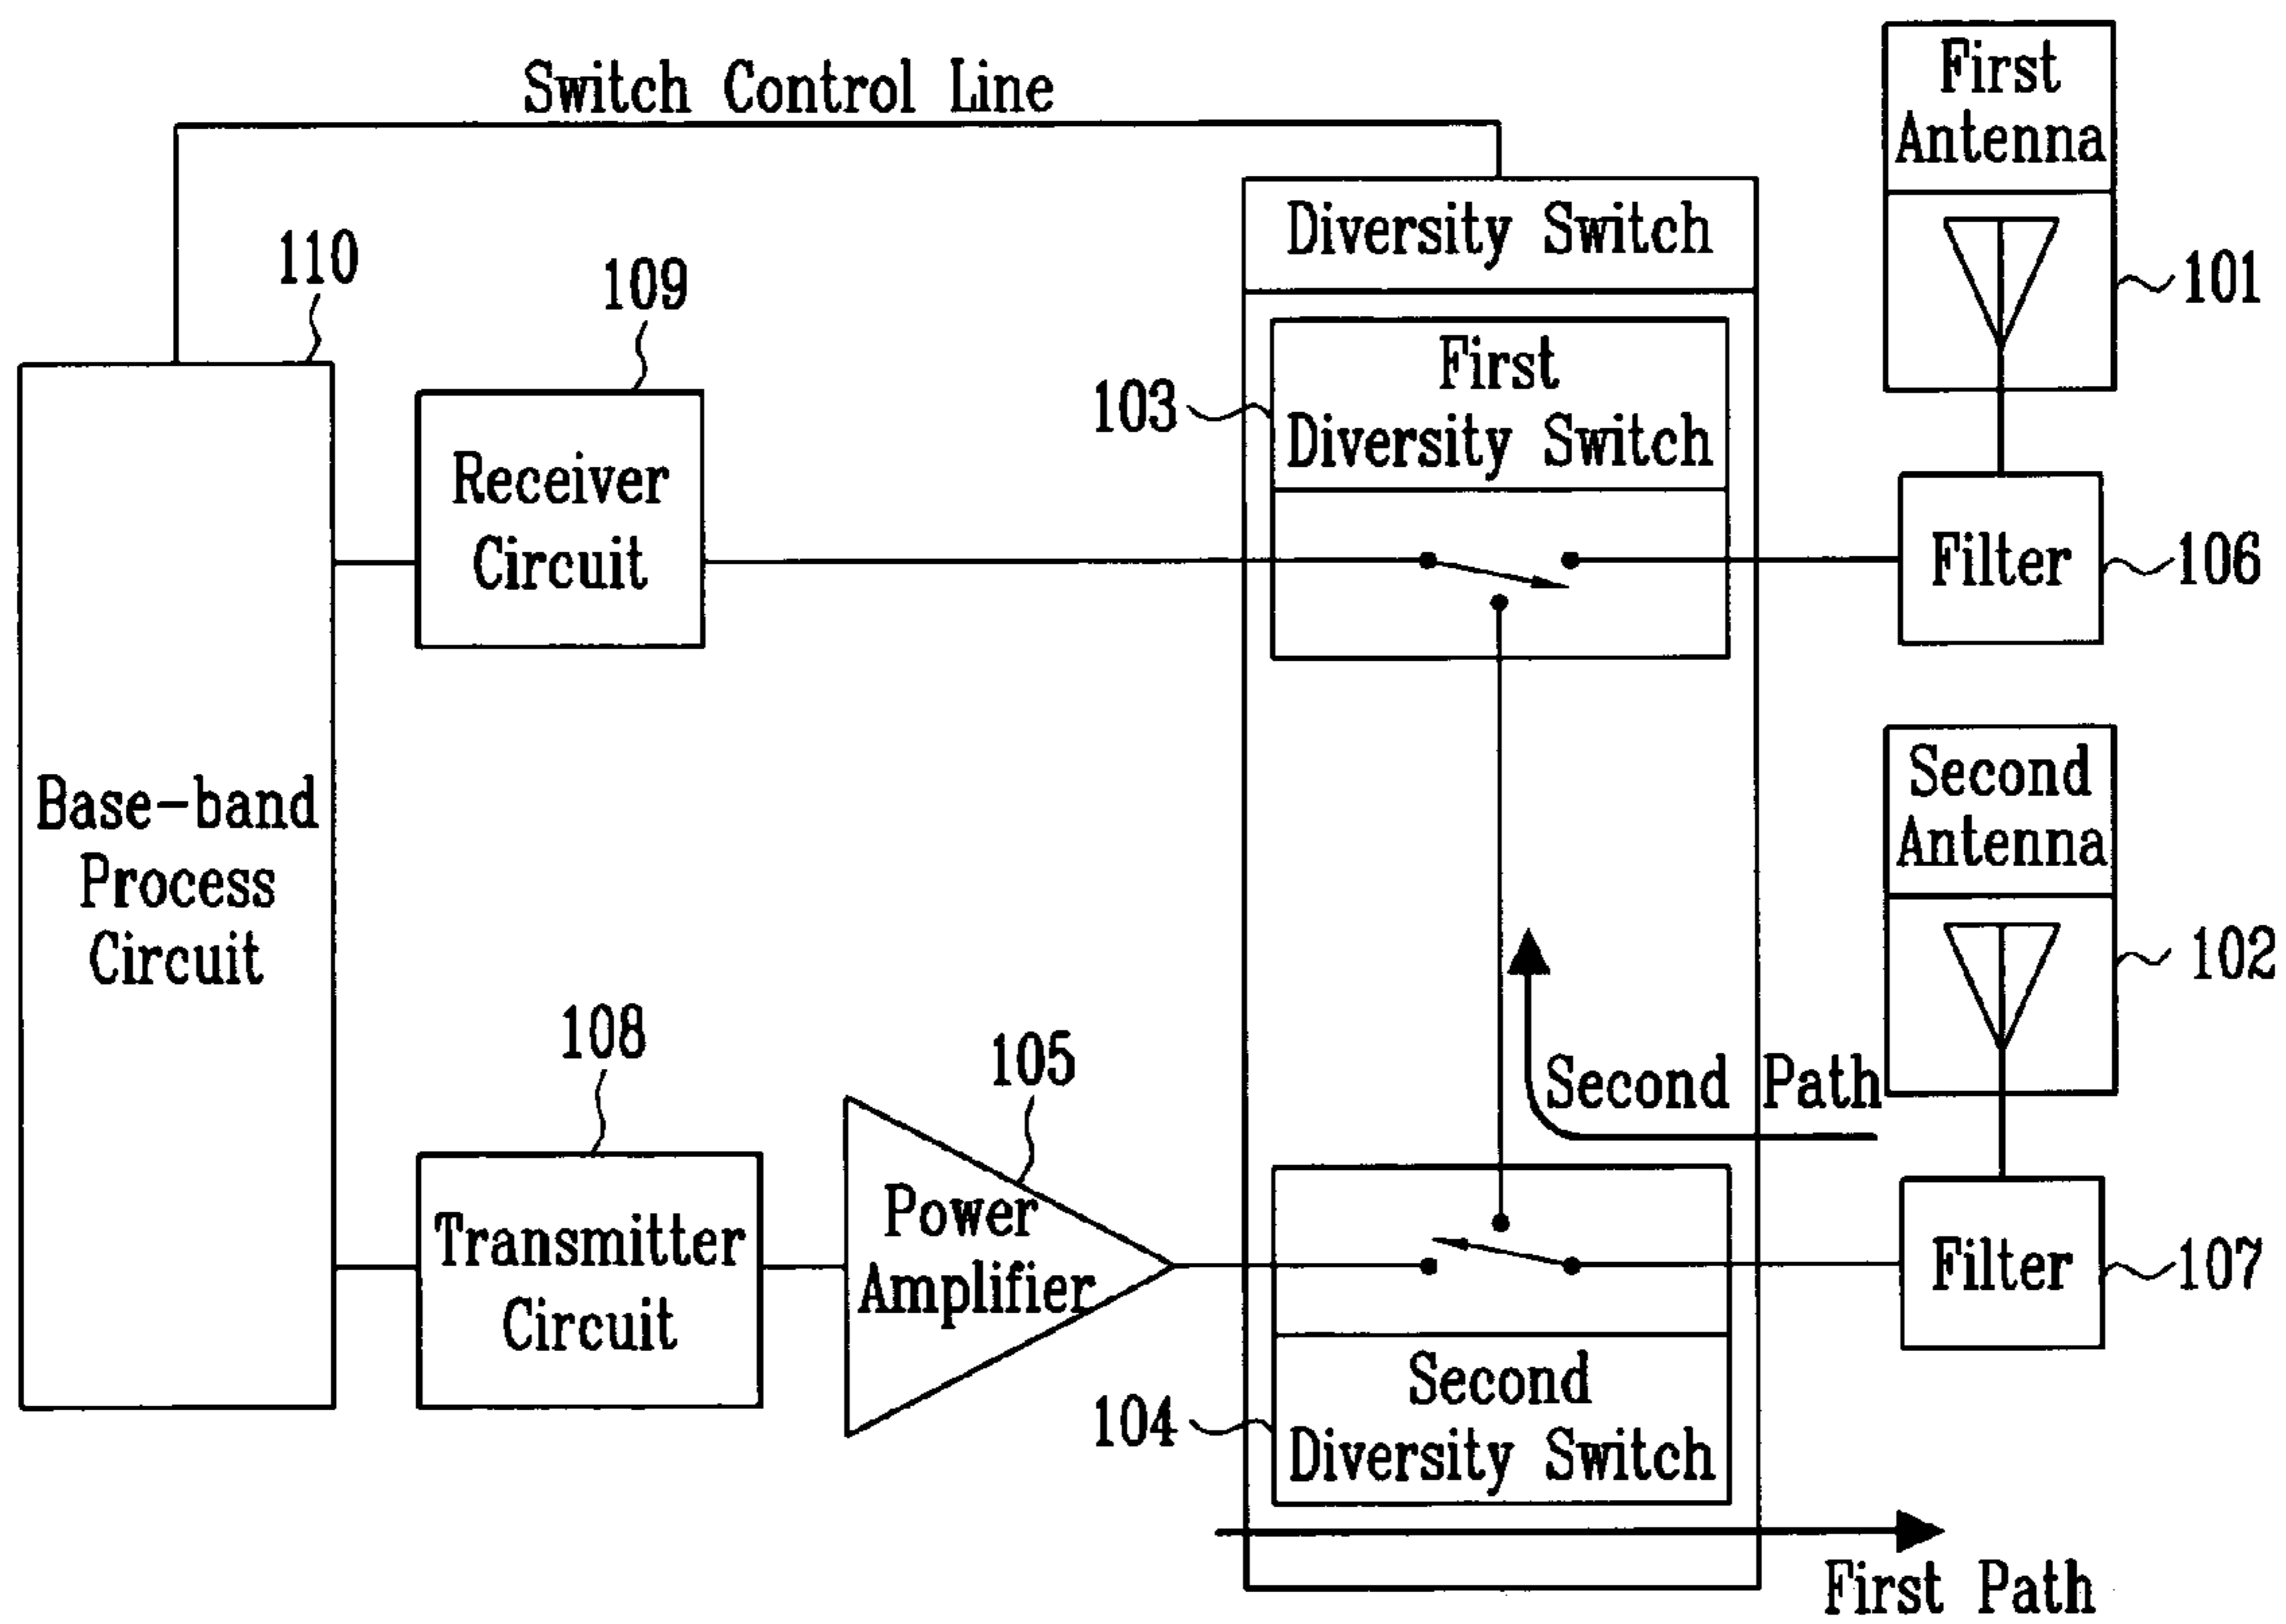 Switch Control Line
First
Antenna
101
Diversity Switch
110
109
First
Diversity Switch
103
Receiver
Circuit
Filter
106
Base-band
Process
Circuit
Second
Antenna
102
108
105
Second Path
Transmitter
Circuit
Power
Amplifier
Filter
107
Second
Diversity Switch
104
First Path